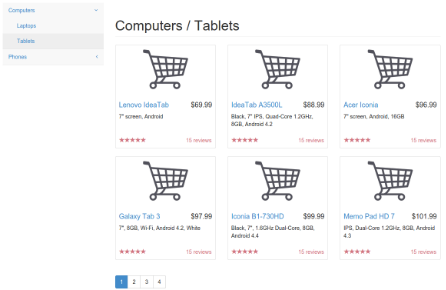 Computers
Laptops
Tablets
Phones
Computers / Tablets
Lenovo IdeaTab $69.99
7" screen, Android
15 reviews
IdeaTab A3500L $88.99
Black, 7" IPS, Quad-Core 1.2GHz,
8GB, Android 4.2
15 reviews
Acer Iconia $96.99
7" screen, Android, 16GB
15 reviews
Galaxy Tab 3 $97.99
7", 8GB, Wi-Fi, Android 4.2, White
15 reviews
Iconia B1-730HD $99.99
Black, 7", 1.6GHz Dual-Core, 8GB,
Android 4.4
15 reviews
Memo Pad HD 7 $101.99
IPS, Dual-Core 1.2GHz, 8GB, Android
4.3
15 reviews
1 2 3 4